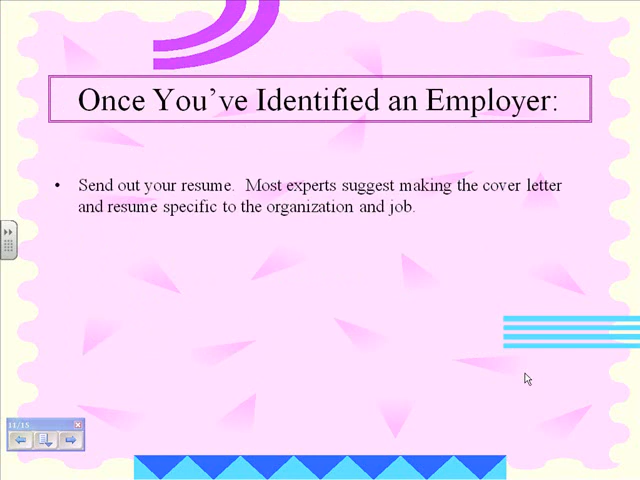 Once You've Identified an Employer:
• Send out your resume.  Most experts suggest making the cover letter
and resume specific to the organization and job.
11/15